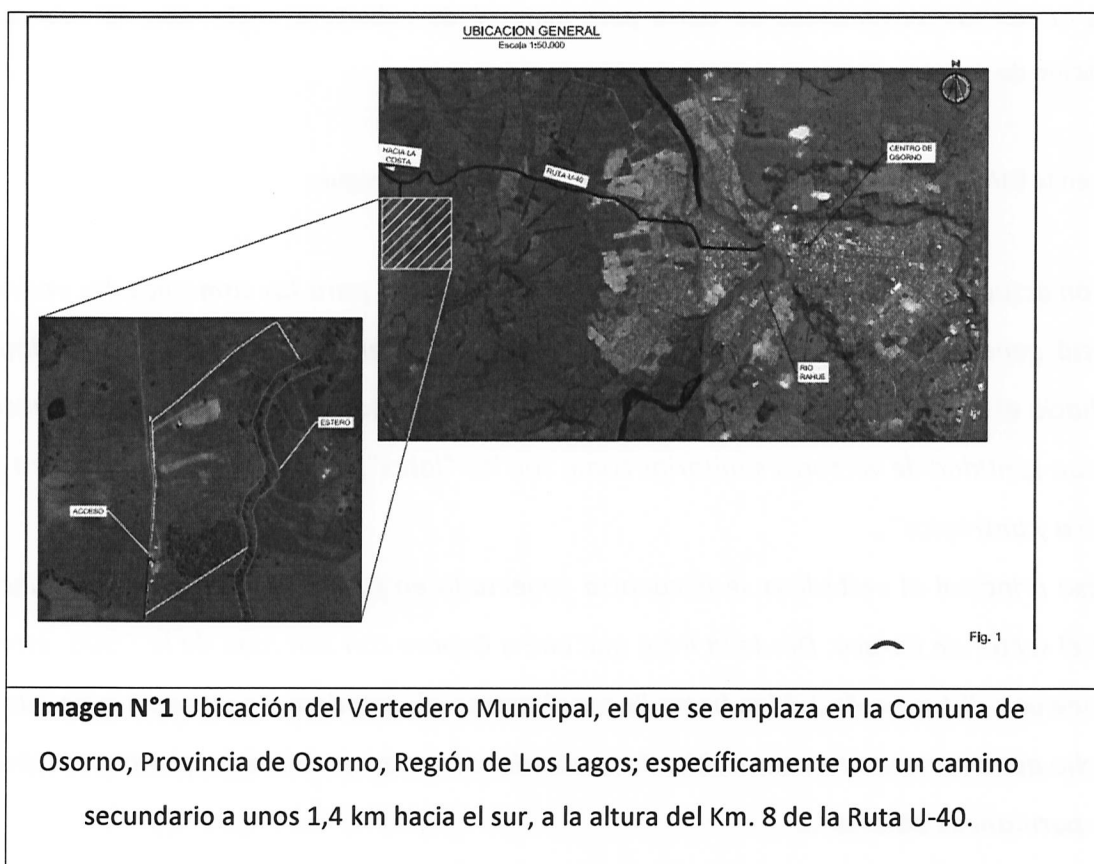 UBICACION GENERAL
Escala 1:50.000
N
HACIA LA
COSTA
RUTA U-40
CENTRO DE
OSORNO
RIO
RAHUE
ESTERO
ACCESO
Fig. 1
Imagen N°1 Ubicación del Vertedero Municipal, el que se emplaza en la Comuna de
Osorno, Provincia de Osorno, Región de Los Lagos; específicamente por un camino
secundario a unos 1,4 km hacia el sur, a la altura del Km. 8 de la Ruta U-40.